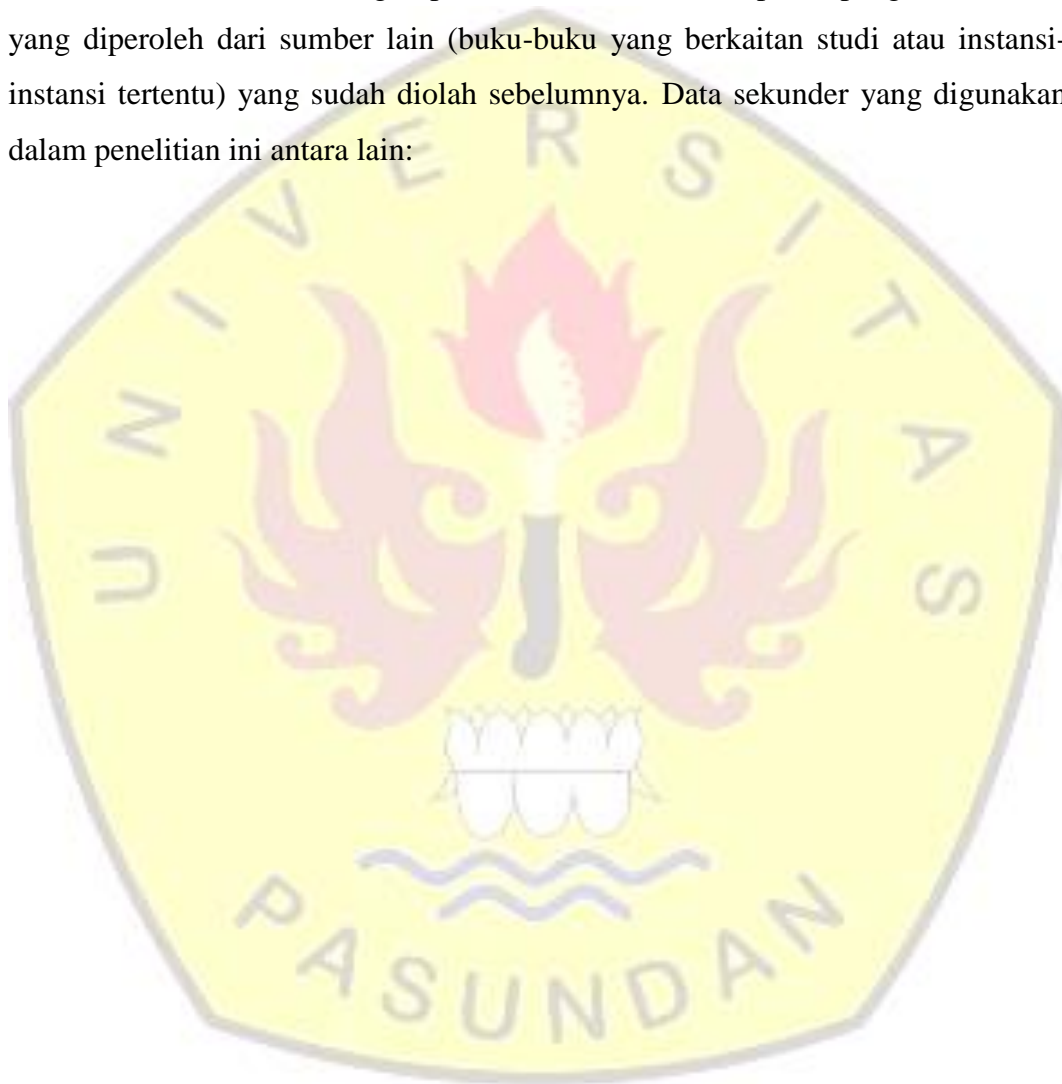 yang diperoleh dari sumber lain (buku-buku yang berkaitan studi atau instansi-
instansi tertentu) yang sudah diolah sebelumnya. Data sekunder yang digunakan
dalam penelitian ini antara lain:
UNIVERSITAS
PASUNDAN